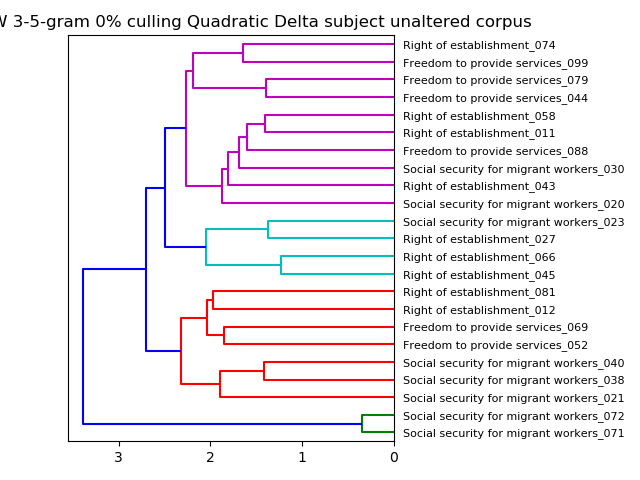 3-5-gram 0% culling Quadratic Delta subject unaltered corpus
Right of establishment_074
Freedom to provide services_099
Freedom to provide services_079
Freedom to provide services_044
Right of establishment_058
Right of establishment_011
Freedom to provide services_088
Social security for migrant workers_030
Right of establishment_043
Social security for migrant workers_020
Social security for migrant workers_023
Right of establishment_027
Right of establishment_066
Right of establishment_045
Right of establishment_081
Right of establishment_012
Freedom to provide services_069
Freedom to provide services_052
Social security for migrant workers_040
Social security for migrant workers_038
Social security for migrant workers_021
Social security for migrant workers_072
Social security for migrant workers_071
3 2 1 0